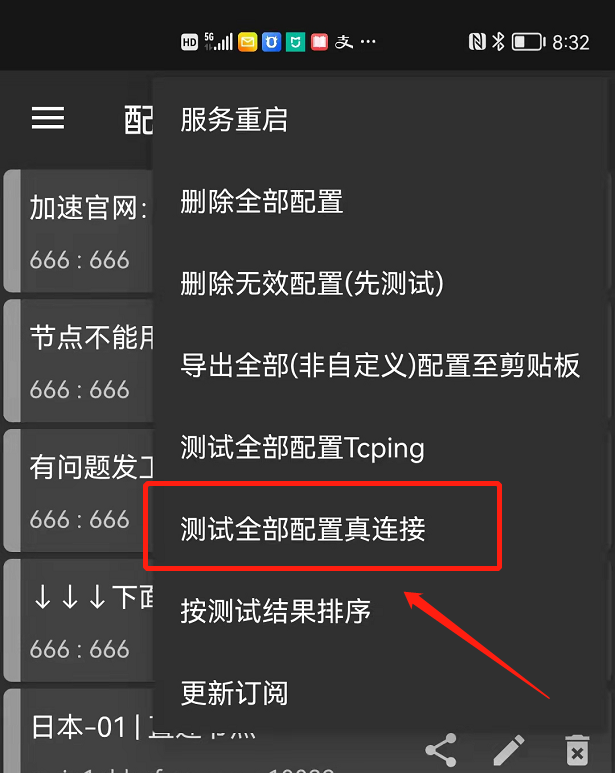 HD 5G 8:32
配
服务重启
加速官网:
删除全部配置
666 : 666
删除无效配置(先测试)
节点不能用
导出全部(非自定义)配置至剪贴板
666 : 666
测试全部配置Tcping
有问题发工
666 : 666
测试全部配置真连接
↓↓↓下面
按测试结果排序
666 : 666
更新订阅
日本-01 | 直连节点